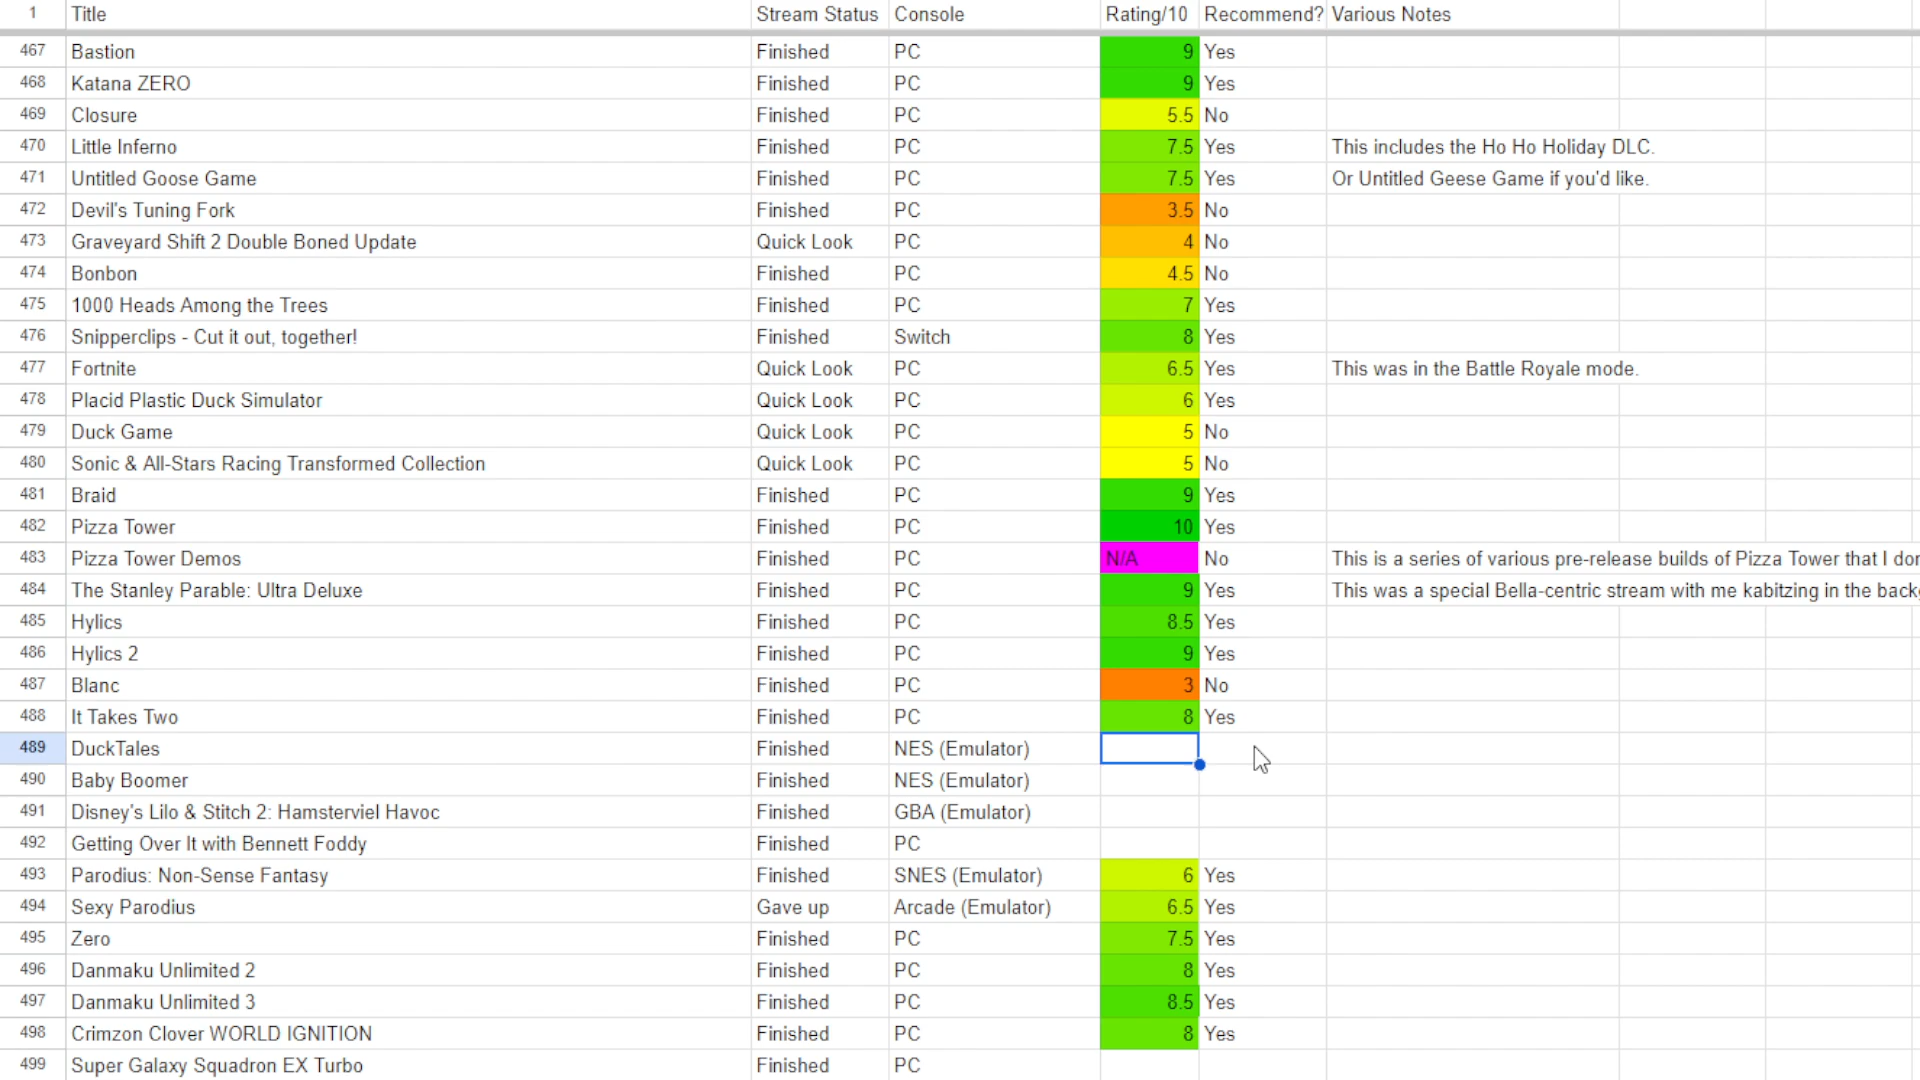 1 Title Stream Status Console Rating/10 Recommend? Various Notes
467 Bastion Finished PC 9 Yes
468 Katana ZERO Finished PC 9 Yes
469 Closure Finished PC 5.5 No
470 Little Inferno Finished PC 7.5 Yes This includes the Ho Ho Holiday DLC.
471 Untitled Goose Game Finished PC 7.5 Yes Or Untitled Geese Game if you'd like.
472 Devil's Tuning Fork Finished PC 3.5 No
473 Graveyard Shift 2 Double Boned Update Quick Look PC 4 No
474 Bonbon Finished PC 4.5 No
475 1000 Heads Among the Trees Finished PC 7 Yes
476 Snipperclips - Cut it out, together! Finished Switch 8 Yes
477 Fortnite Quick Look PC 6.5 Yes This was in the Battle Royale mode.
478 Placid Plastic Duck Simulator Quick Look PC 6 Yes
479 Duck Game Quick Look PC 5 No
480 Sonic & All-Stars Racing Transformed Collection Quick Look PC 5 No
481 Braid Finished PC 9 Yes
482 Pizza Tower Finished PC 10 Yes
483 Pizza Tower Demos Finished PC N/A No This is a series of various pre-release builds of Pizza Tower that I
484 The Stanley Parable: Ultra Deluxe Finished PC 9 Yes This was a special Bella-centric stream with me kabitzing in the
485 Hylics Finished PC 8.5 Yes
486 Hylics 2 Finished PC 9 Yes
487 Blanc Finished PC 3 No
488 It Takes Two Finished PC 8 Yes
489 DuckTales Finished NES (Emulator)
490 Baby Boomer Finished NES (Emulator)
491 Disney's Lilo & Stitch 2: Hamsterviel Havoc Finished GBA (Emulator)
492 Getting Over It with Bennett Foddy Finished PC
493 Parodius: Non-Sense Fantasy Finished SNES (Emulator) 6 Yes
494 Sexy Parodius Gave up Arcade (Emulator) 6.5 Yes
495 Zero Finished PC 7.5 Yes
496 Danmaku Unlimited 2 Finished PC 8 Yes
497 Danmaku Unlimited 3 Finished PC 8.5 Yes
498 Crimzon Clover WORLD IGNITION Finished PC 8 Yes
499 Super Galaxy Squadron EX Turbo Finished PC